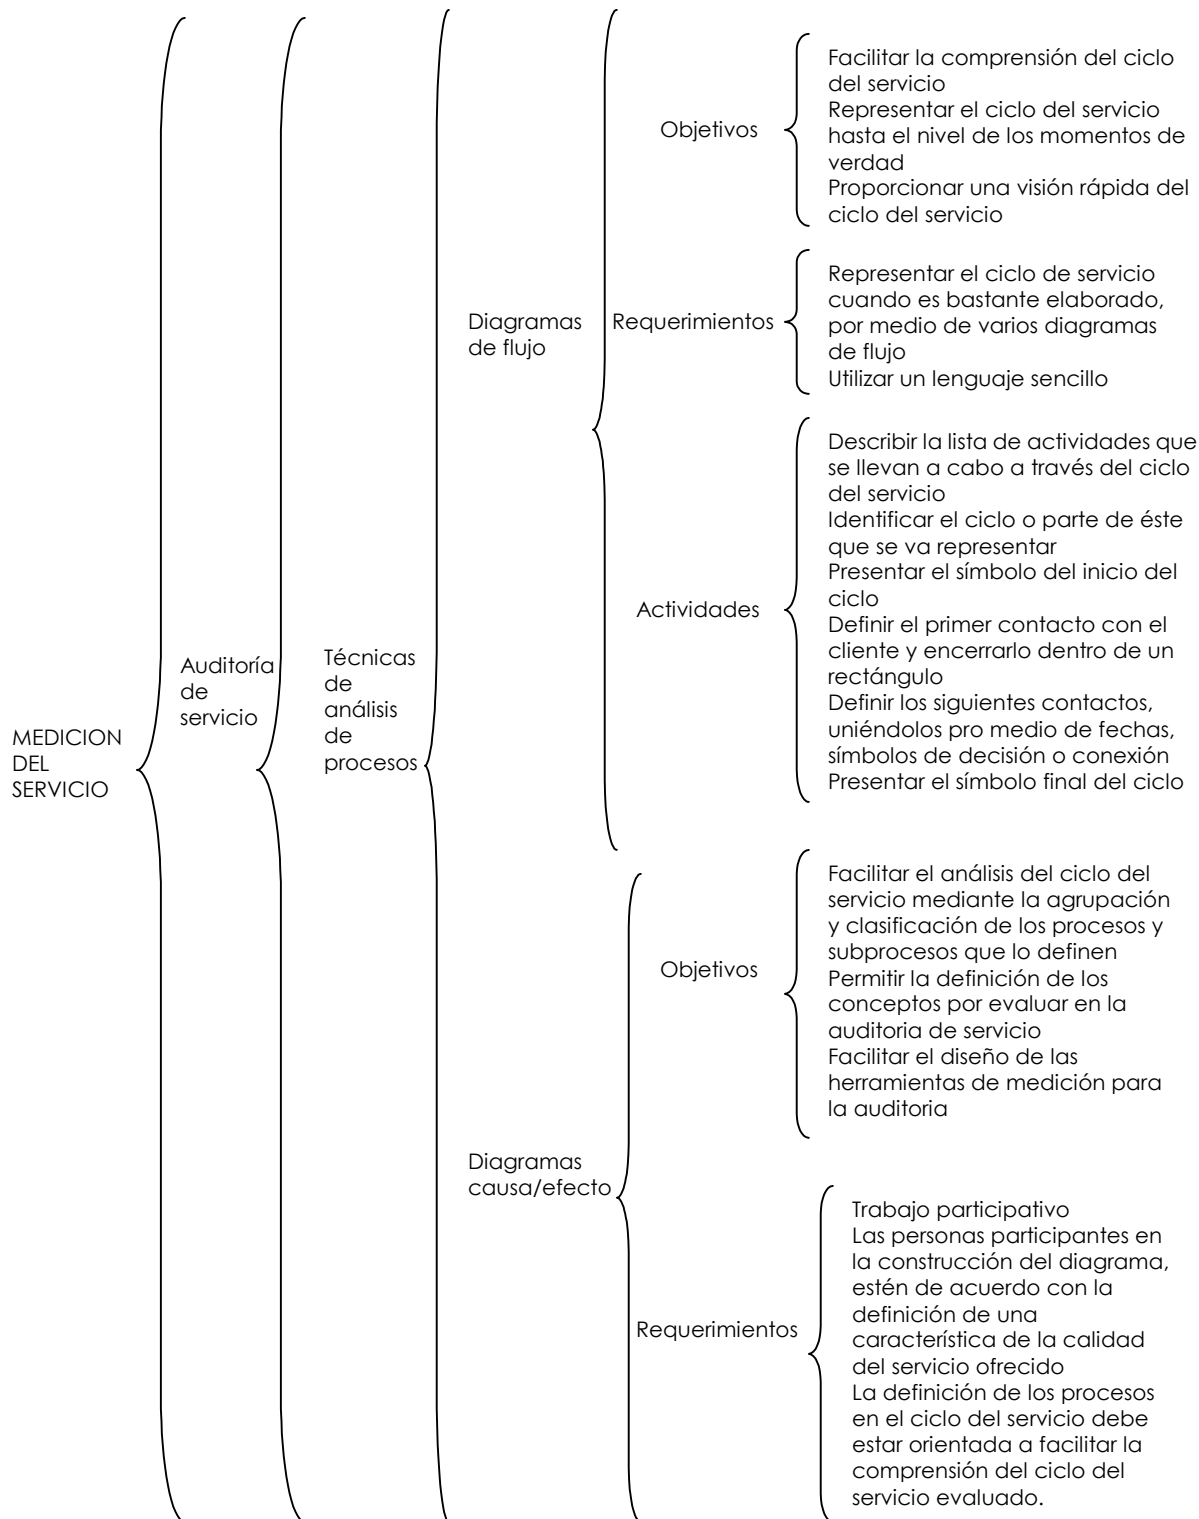 MEDICION
DEL
SERVICIO
Auditoría
de
servicio
Técnicas
de
análisis
de
procesos
Diagramas
de flujo
Objetivos
Facilitar la comprensión del ciclo
del servicio
Representar el ciclo del servicio
hasta el nivel de los momentos de
verdad
Proporcionar una visión rápida del
ciclo del servicio
Requerimientos
Representar el ciclo de servicio
cuando es bastante elaborado,
por medio de varios diagramas
de flujo
Utilizar un lenguaje sencillo
Actividades
Describir la lista de actividades que
se llevan a cabo a través del ciclo
del servicio
Identificar el ciclo o parte de éste
que se va representar
Presentar el símbolo del inicio del
ciclo
Definir el primer contacto con el
cliente y encerrarlo dentro de un
rectángulo
Definir los siguientes contactos,
uniéndolos pro medio de fechas,
símbolos de decisión o conexión
Presentar el símbolo final del ciclo
Diagramas
causa/efecto
Objetivos
Facilitar el análisis del ciclo del
servicio mediante la agrupación
y clasificación de los procesos y
subprocesos que lo definen
Permitir la definición de los
conceptos por evaluar en la
auditoria de servicio
Facilitar el diseño de las
herramientas de medición para
la auditoria
Requerimientos
Trabajo participativo
Las personas participantes en
la construcción del diagrama,
estén de acuerdo con la
definición de una
característica de la calidad
del servicio ofrecido
La definición de los procesos
en el ciclo del servicio debe
estar orientada a facilitar la
comprensión del ciclo del
servicio evaluado.